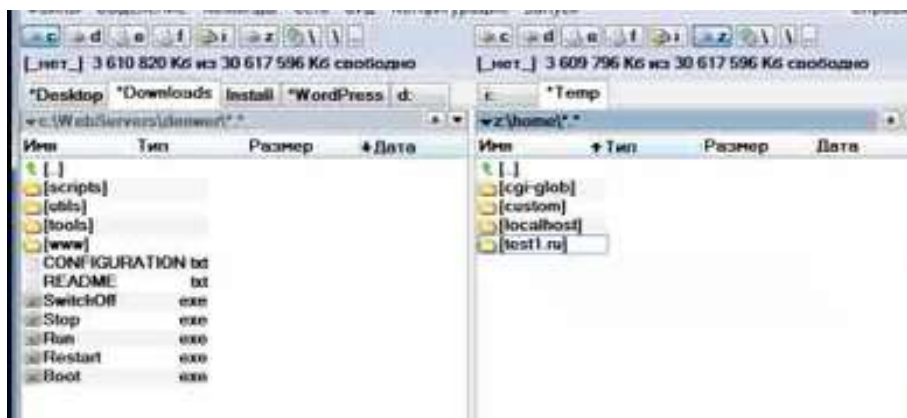 c d e f i z \ \ ..
[_нет_] 3 610 820 Кб из 30 617 596 Кб свободно
*Desktop *Downloads Install *WordPress d:
c:\WebServers\denwer\*.*
Имя Тип Размер Дата
[..]
[scripts]
[utils]
[tools]
[www]
CONFIGURATION txt
README txt
SwitchOff exe
Stop exe
Run exe
Restart exe
Boot exe
c d e f i z \ \ ..
[_нет_] 3 609 796 Кб из 30 617 596 Кб свободно
*Temp
z:\home\*.*
Имя Тип Размер Дата
[..]
[cgi-glob]
[custom]
[localhost]
[test1.ru]